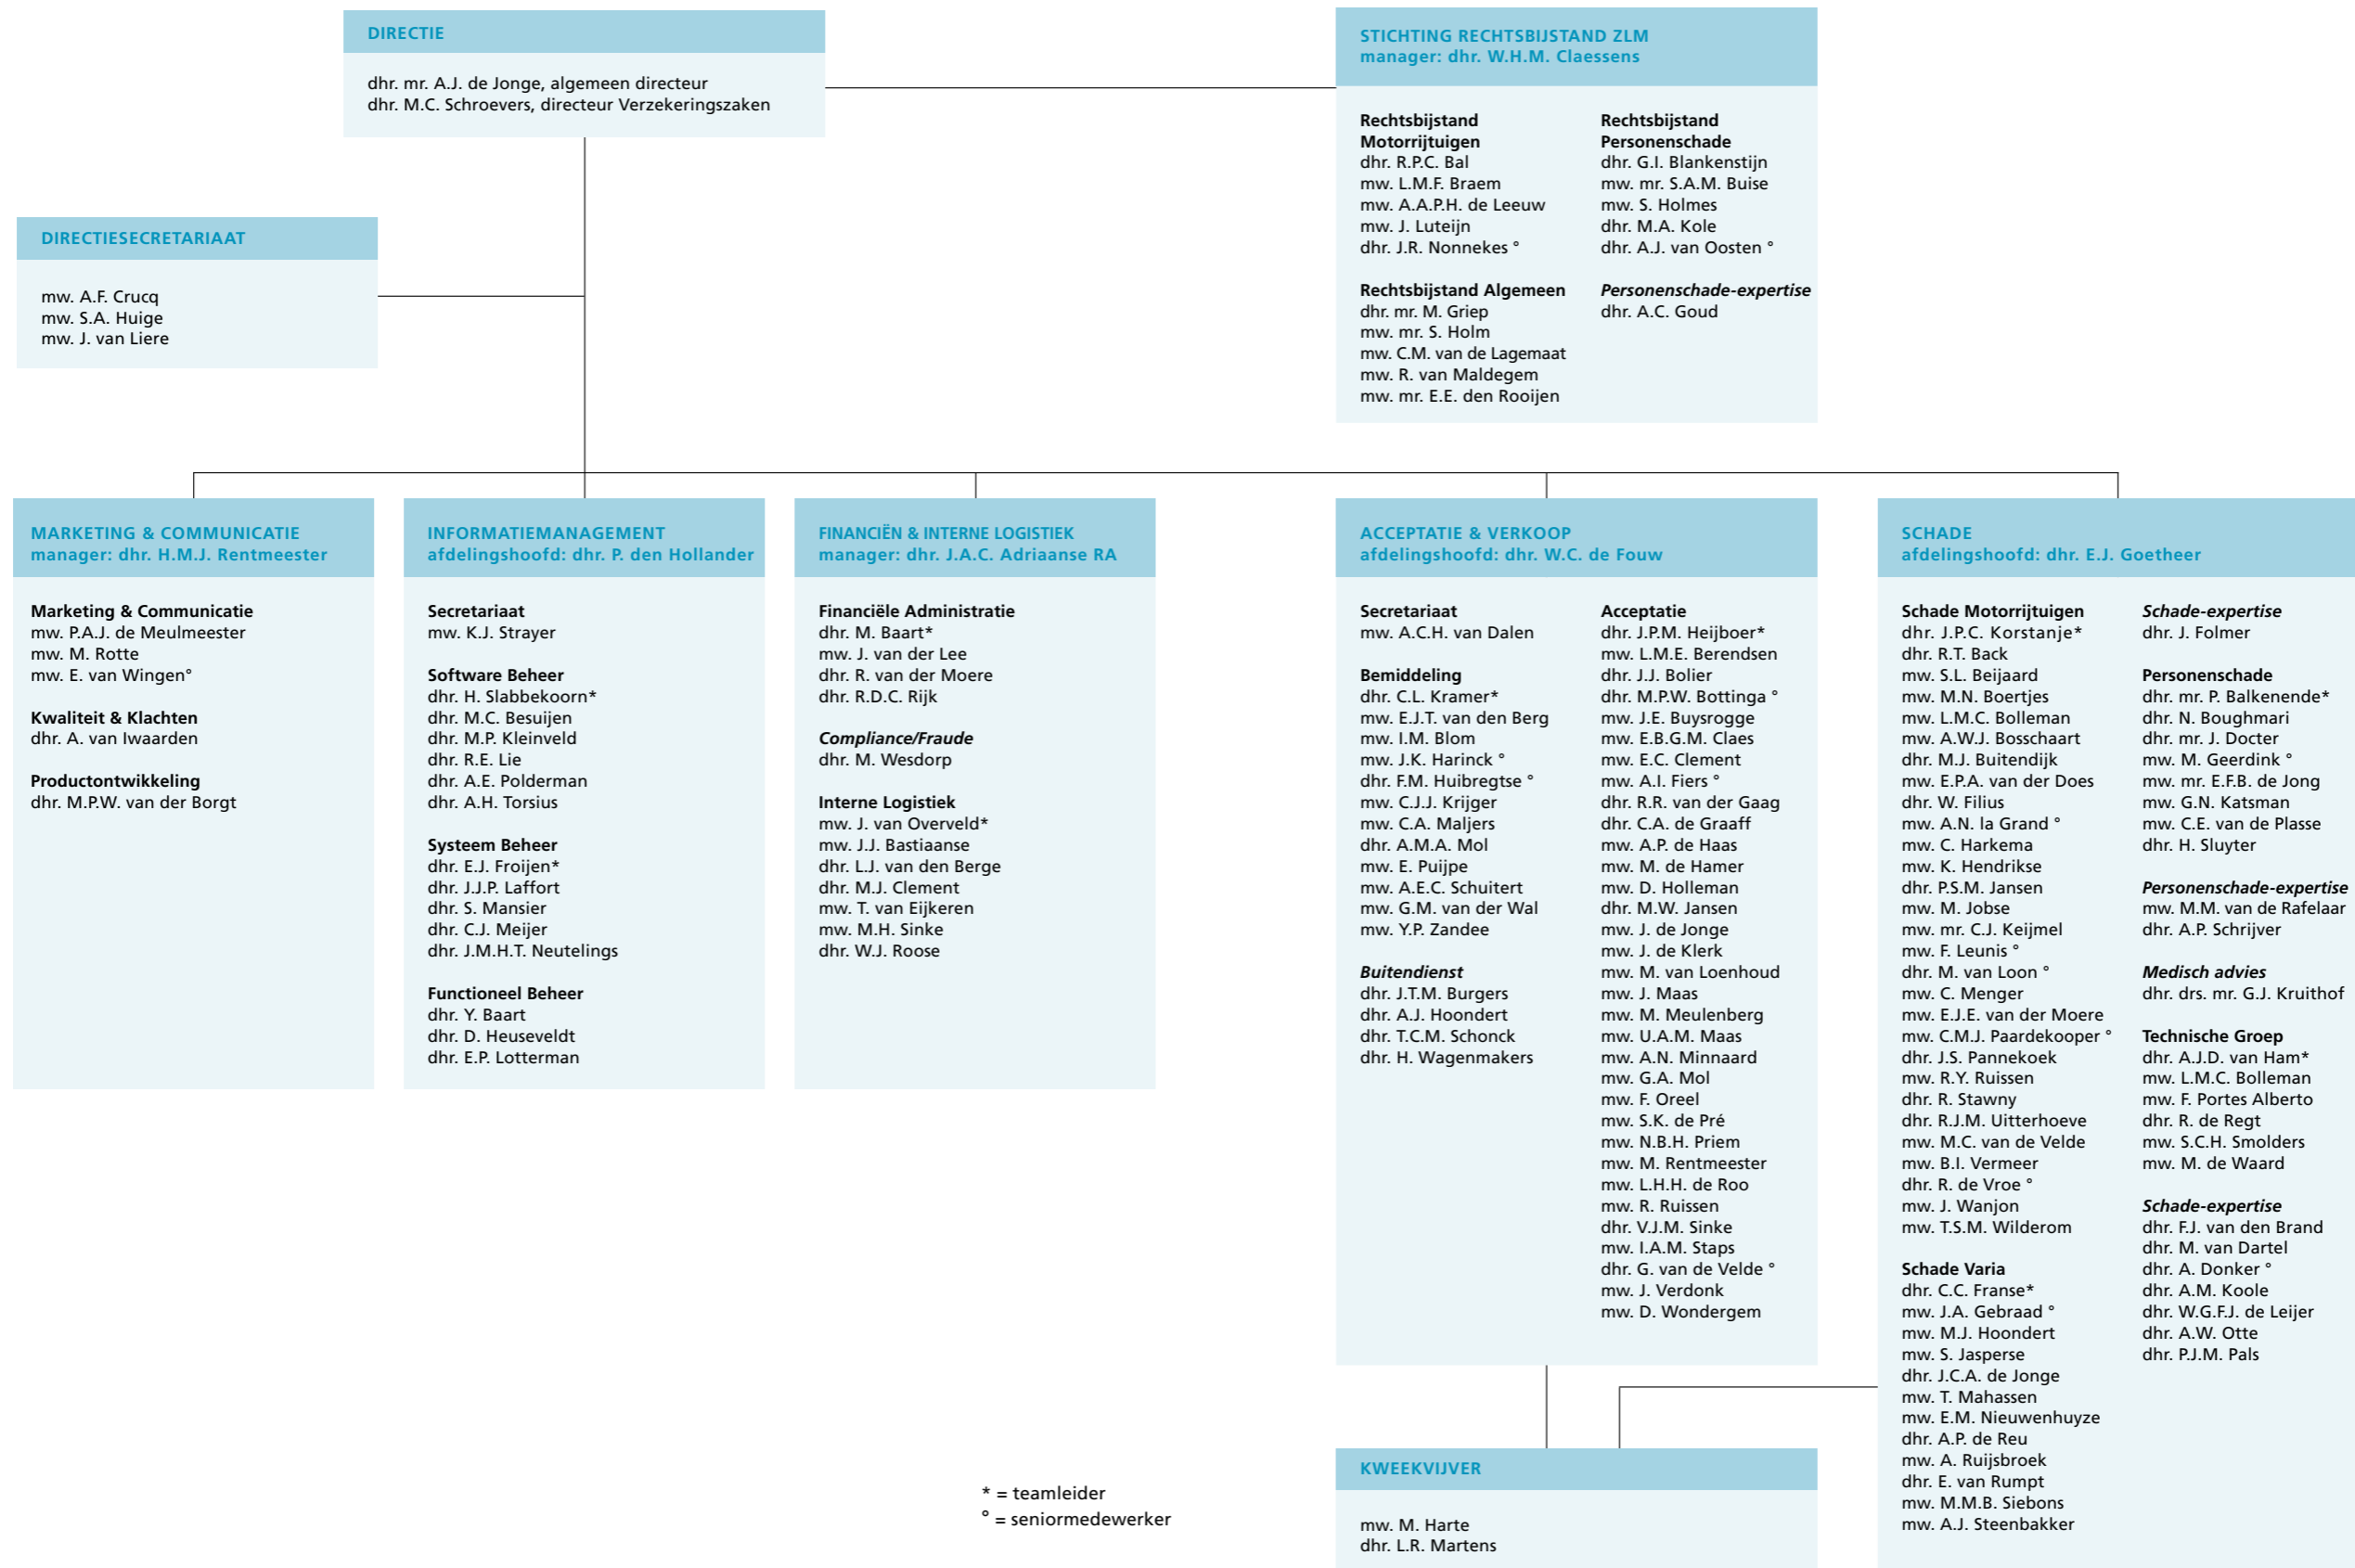 DIRECTIE
dhr. mr. A.J. de Jonge, algemeen directeur
dhr. M.C. Schroevers, directeur Verzekeringszaken
STICHTING RECHTSBIJSTAND ZLM
manager: dhr. W.H.M. Claessens
Rechtsbijstand
Motorrijtuigen
dhr. R.P.C. Bal
mw. L.M.F. Braem
mw. A.A.P.H. de Leeuw
mw. J. Luteijn
dhr. J.R. Nonnekes °
Rechtsbijstand Algemeen
dhr. mr. M. Griep
mw. mr. S. Holm
mw. C.M. van de Lagemaat
mw. R. van Maldegem
mw. mr. E.E. den Rooijen
Rechtsbijstand
Personenschade
dhr. G.I. Blankenstijn
mw. mr. S.A.M. Buise
mw. S. Holmes
dhr. M.A. Kole
dhr. A.J. van Oosten °
Personenschade-expertise
dhr. A.C. Goud
DIRECTIESECRETARIAAT
mw. A.F. Crucq
mw. S.A. Huige
mw. J. van Liere
MARKETING & COMMUNICATIE
manager: dhr. H.M.J. Rentmeester
Marketing & Communicatie
mw. P.A.J. de Meulmeester
mw. M. Rotte
mw. E. van Wingen°
Kwaliteit & Klachten
dhr. A. van Iwaarden
Productontwikkeling
dhr. M.P.W. van der Borgt
INFORMATIEMANAGEMENT
afdelingshoofd: dhr. P. den Hollander
Secretariaat
mw. K.J. Strayer
Software Beheer
dhr. H. Slabbekoorn*
dhr. M.C. Besuijen
dhr. M.P. Kleinveld
dhr. R.E. Lie
dhr. A.E. Polderman
dhr. A.H. Torsius
Systeem Beheer
dhr. E.J. Froijen*
dhr. J.J.P. Laffort
dhr. S. Mansier
dhr. C.J. Meijer
dhr. J.M.H.T. Neutelings
Functioneel Beheer
dhr. Y. Baart
dhr. D. Heuseveldt
dhr. E.P. Lotterman
FINANCIËN & INTERNE LOGISTIEK
manager: dhr. J.A.C. Adriaanse RA
Financiële Administratie
dhr. M. Baart*
mw. J. van der Lee
dhr. R. van der Moere
dhr. R.D.C. Rijk
Compliance/Fraude
dhr. M. Wesdorp
Interne Logistiek
mw. J. van Overveld*
mw. J.J. Bastiaanse
dhr. L.J. van den Berge
dhr. M.J. Clement
mw. T. van Eijkeren
mw. M.H. Sinke
dhr. W.J. Roose
ACCEPTATIE & VERKOOP
afdelingshoofd: dhr. W.C. de Fouw
Secretariaat
mw. A.C.H. van Dalen
Bemiddeling
dhr. C.L. Kramer*
mw. E.J.T. van den Berg
mw. I.M. Blom
mw. J.K. Harinck °
dhr. F.M. Huibregtse °
mw. C.J.J. Krijger
mw. C.A. Maljers
dhr. A.M.A. Mol
mw. E. Puijpe
mw. A.E.C. Schuitert
mw. G.M. van der Wal
mw. Y.P. Zandee
Buitendienst
dhr. J.T.M. Burgers
dhr. A.J. Hoondert
dhr. T.C.M. Schonck
dhr. H. Wagenmakers
Acceptatie
dhr. J.P.M. Heijboer*
mw. L.M.E. Berendsen
dhr. J.J. Bolier
dhr. M.P.W. Bottinga °
mw. J.E. Buysrogge
mw. E.B.G.M. Claes
mw. E.C. Clement
mw. A.I. Fiers °
dhr. R.R. van der Gaag
dhr. C.A. de Graaff
mw. A.P. de Haas
mw. M. de Hamer
mw. D. Holleman
dhr. M.W. Jansen
mw. J. de Jonge
mw. J. de Klerk
mw. M. van Loenhoud
mw. J. Maas
mw. M. Meulenberg
mw. U.A.M. Maas
mw. A.N. Minnaard
mw. G.A. Mol
mw. F. Oreel
mw. S.K. de Pré
mw. N.B.H. Priem
mw. M. Rentmeester
mw. L.H.H. de Roo
mw. R. Ruissen
dhr. V.J.M. Sinke
mw. I.A.M. Staps
dhr. G. van de Velde °
mw. J. Verdonk
mw. D. Wondergem
SCHADE
afdelingshoofd: dhr. E.J. Goetheer
Schade Motorrijtuigen
dhr. J.P.C. Korstanje*
dhr. R.T. Back
mw. S.L. Beijaard
mw. M.N. Boertjes
mw. L.M.C. Bolleman
mw. A.W.J. Bosschaart
dhr. M.J. Buitendijk
mw. E.P.A. van der Does
dhr. W. Filius
mw. A.N. la Grand °
mw. C. Harkema
mw. K. Hendrikse
dhr. P.S.M. Jansen
mw. M. Jobse
mw. mr. C.J. Keijmel
mw. F. Leunis °
dhr. M. van Loon °
mw. C. Menger
mw. E.J.E. van der Moere
mw. C.M.J. Paardekooper °
dhr. J.S. Pannekoek
mw. R.Y. Ruissen
dhr. R. Stawny
dhr. R.J.M. Uitterhoeve
mw. M.C. van de Velde
mw. B.I. Vermeer
dhr. R. de Vroe °
mw. J. Wanjon
mw. T.S.M. Wilderom
Schade Varia
dhr. C.C. Franse*
mw. J.A. Gebraad °
mw. M.J. Hoondert
mw. S. Jasperse
dhr. J.C.A. de Jonge
mw. T. Mahassen
mw. E.M. Nieuwenhuyze
dhr. A.P. de Reu
mw. A. Ruijsbroek
dhr. E. van Rumpt
mw. M.M.B. Siebons
mw. A.J. Steenbakker
Schade-expertise
dhr. J. Folmer
Personenschade
dhr. mr. P. Balkenende*
dhr. N. Boughmari
dhr. mr. J. Docter
mw. M. Geerdink °
mw. mr. E.F.B. de Jong
mw. G.N. Katsman
mw. C.E. van de Plasse
dhr. H. Sluyter
Personenschade-expertise
mw. M.M. van de Rafelaar
dhr. A.P. Schrijver
Medisch advies
dhr. drs. mr. G.J. Kruithof
Technische Groep
dhr. A.J.D. van Ham*
mw. L.M.C. Bolleman
mw. F. Portes Alberto
dhr. R. de Regt
mw. S.C.H. Smolders
mw. M. de Waard
Schade-expertise
dhr. F.J. van den Brand
dhr. M. van Dartel
dhr. A. Donker °
dhr. A.M. Koole
dhr. W.G.F.J. de Leijer
dhr. A.W. Otte
dhr. P.J.M. Pals
* = teamleider
° = seniormedewerker
KWEEKVIJVER
mw. M. Harte
dhr. L.R. Martens